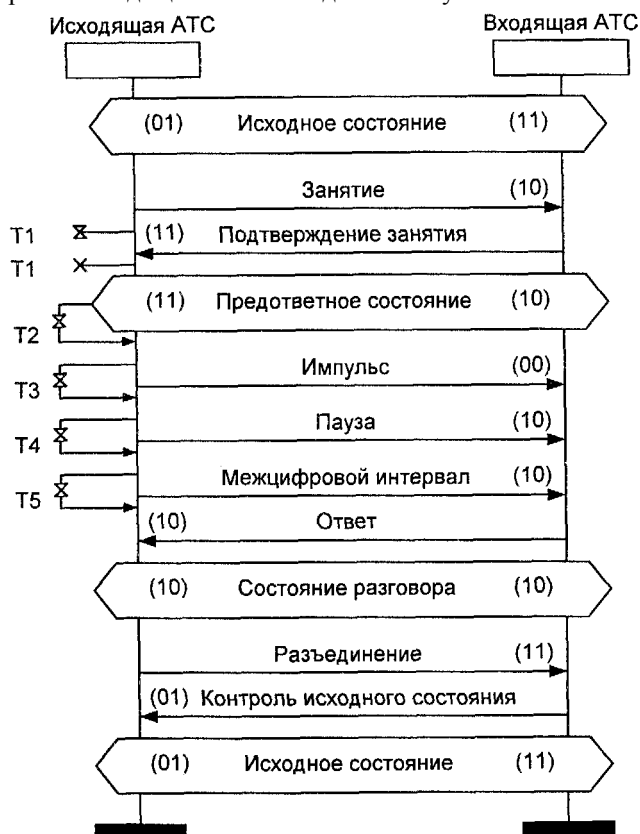 Исходящая АТС Входящая АТС
(01) Исходное состояние (11)
Занятие (10)
T1 (11) Подтверждение занятия
T1
(11) Предответное состояние (10)
T2
Импульс (00)
T3
Пауза (10)
T4
Межцифровой интервал (10)
T5
(10) Ответ
(10) Состояние разговора (10)
Разъединение (11)
(01) Контроль исходного состояния
(01) Исходное состояние (11)